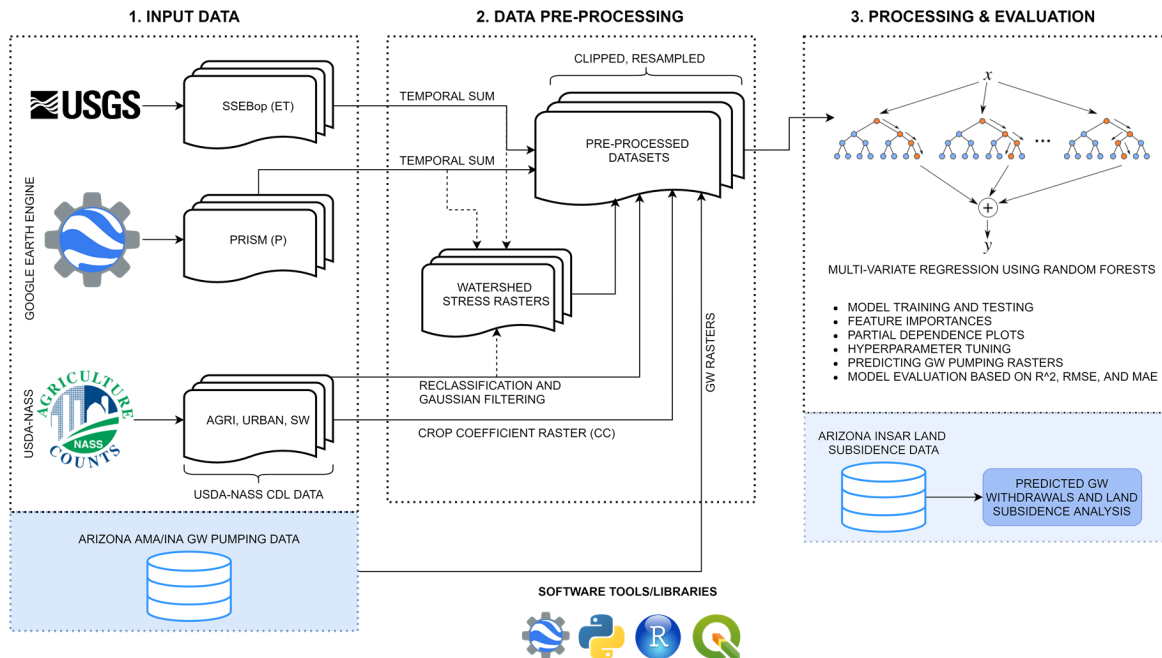 1. INPUT DATA
2. DATA PRE-PROCESSING
3. PROCESSING & EVALUATION
USGS
SSEBop (ET)
GOOGLE EARTH ENGINE
PRISM (P)
USDA-NASS
AGRICULTURE
NASS
COUNTS
AGRI, URBAN, SW
USDA-NASS CDL DATA
ARIZONA AMA/INA GW PUMPING DATA
CLIPPED, RESAMPLED
TEMPORAL SUM
TEMPORAL SUM
PRE-PROCESSED
DATASETS
WATERSHED
STRESS RASTERS
RECLASSIFICATION AND
GAUSSIAN FILTERING
CROP COEFFICIENT RASTER (CC)
GW RASTERS
x
...
+
y
MULTI-VARIATE REGRESSION USING RANDOM FORESTS
• MODEL TRAINING AND TESTING
• FEATURE IMPORTANCES
• PARTIAL DEPENDENCE PLOTS
• HYPERPARAMETER TUNING
• PREDICTING GW PUMPING RASTERS
• MODEL EVALUATION BASED ON R^2, RMSE, AND MAE
ARIZONA INSAR LAND
SUBSIDENCE DATA
PREDICTED GW
WITHDRAWALS AND LAND
SUBSIDENCE ANALYSIS
SOFTWARE TOOLS/LIBRARIES
R